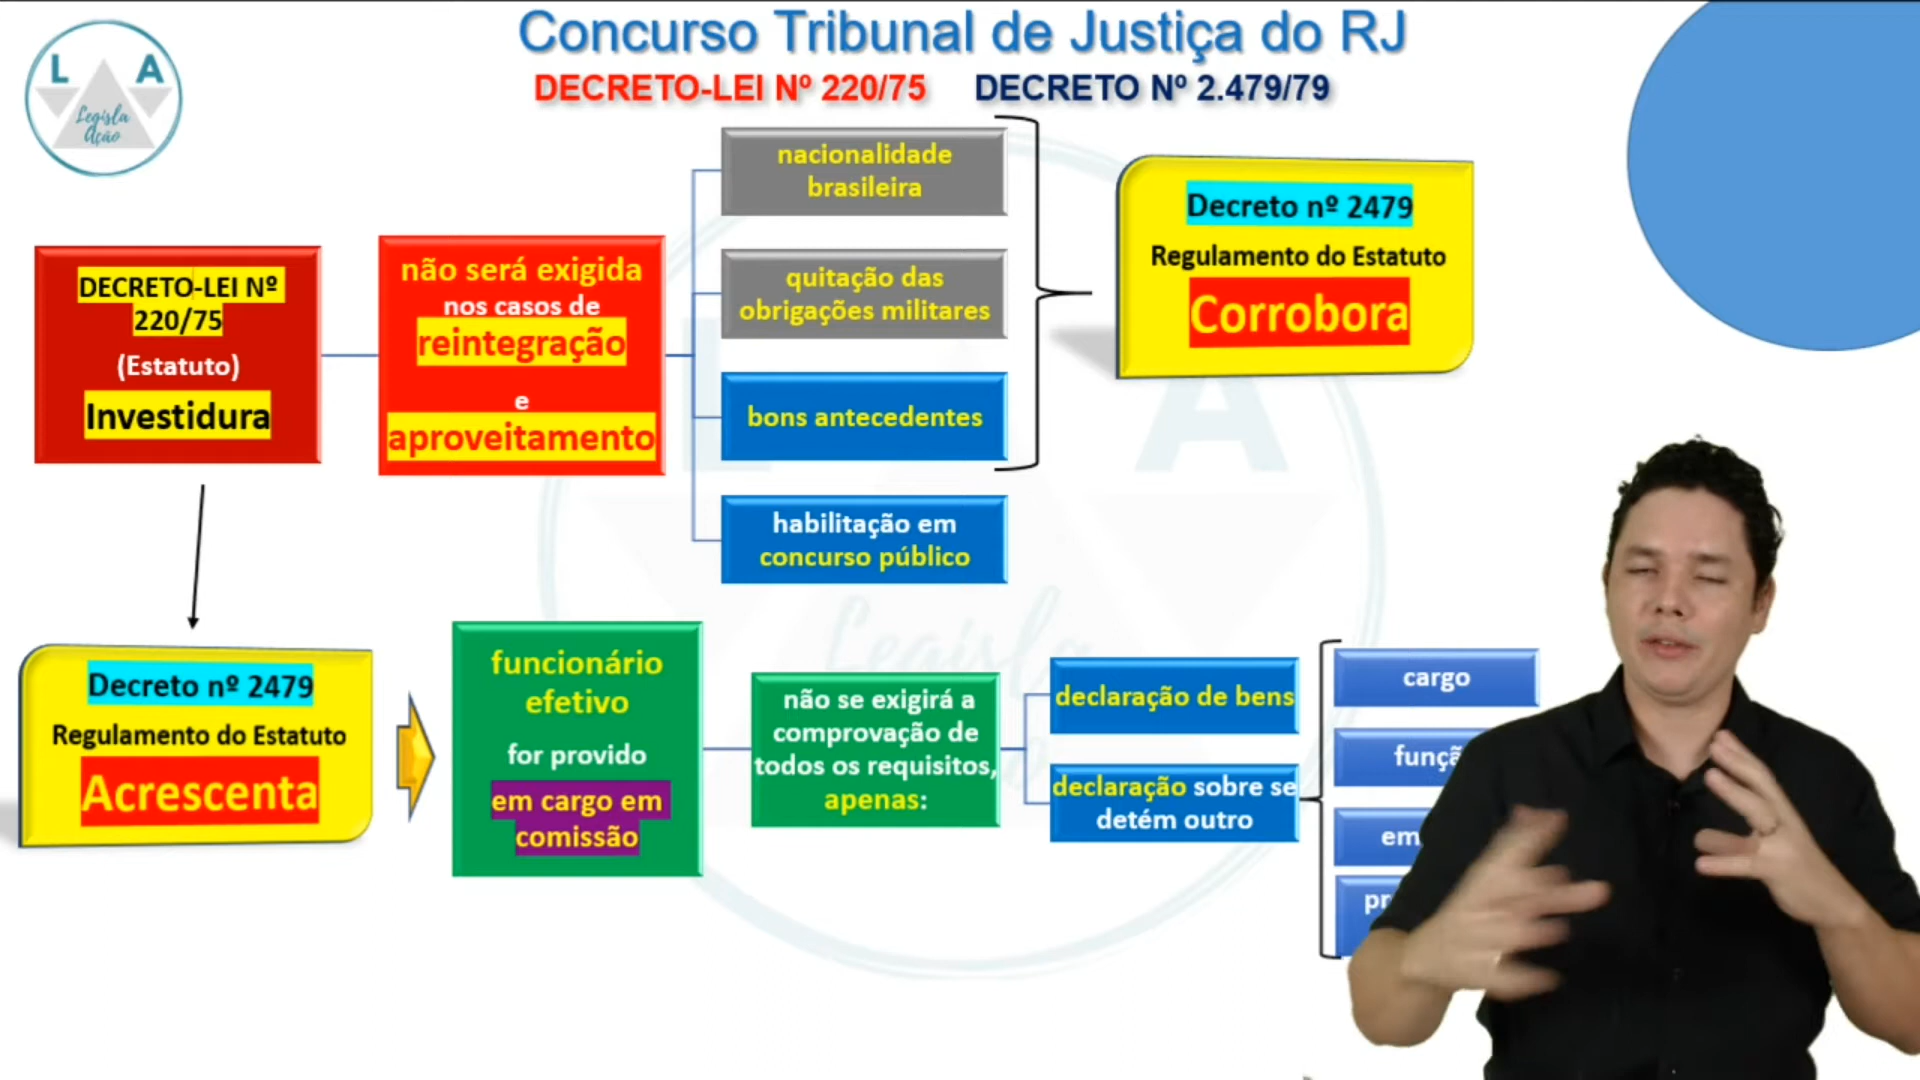 Concurso Tribunal de Justiça do RJ
DECRETO-LEI Nº 220/75 DECRETO Nº 2.479/79
L A
Legisla
Ação
DECRETO-LEI Nº
220/75
(Estatuto)
Investidura
não será exigida
nos casos de
reintegração
e
aproveitamento
nacionalidade
brasileira
quitação das
obrigações militares
bons antecedentes
habilitação em
concurso público
Decreto nº 2479
Regulamento do Estatuto
Corrobora
Decreto nº 2479
Regulamento do Estatuto
Acrescenta
funcionário
efetivo
for provido
em cargo em
comissão
não se exigirá a
comprovação de
todos os requisitos,
apenas:
declaração de bens
declaração sobre se
detém outro
cargo
L A
Legisla